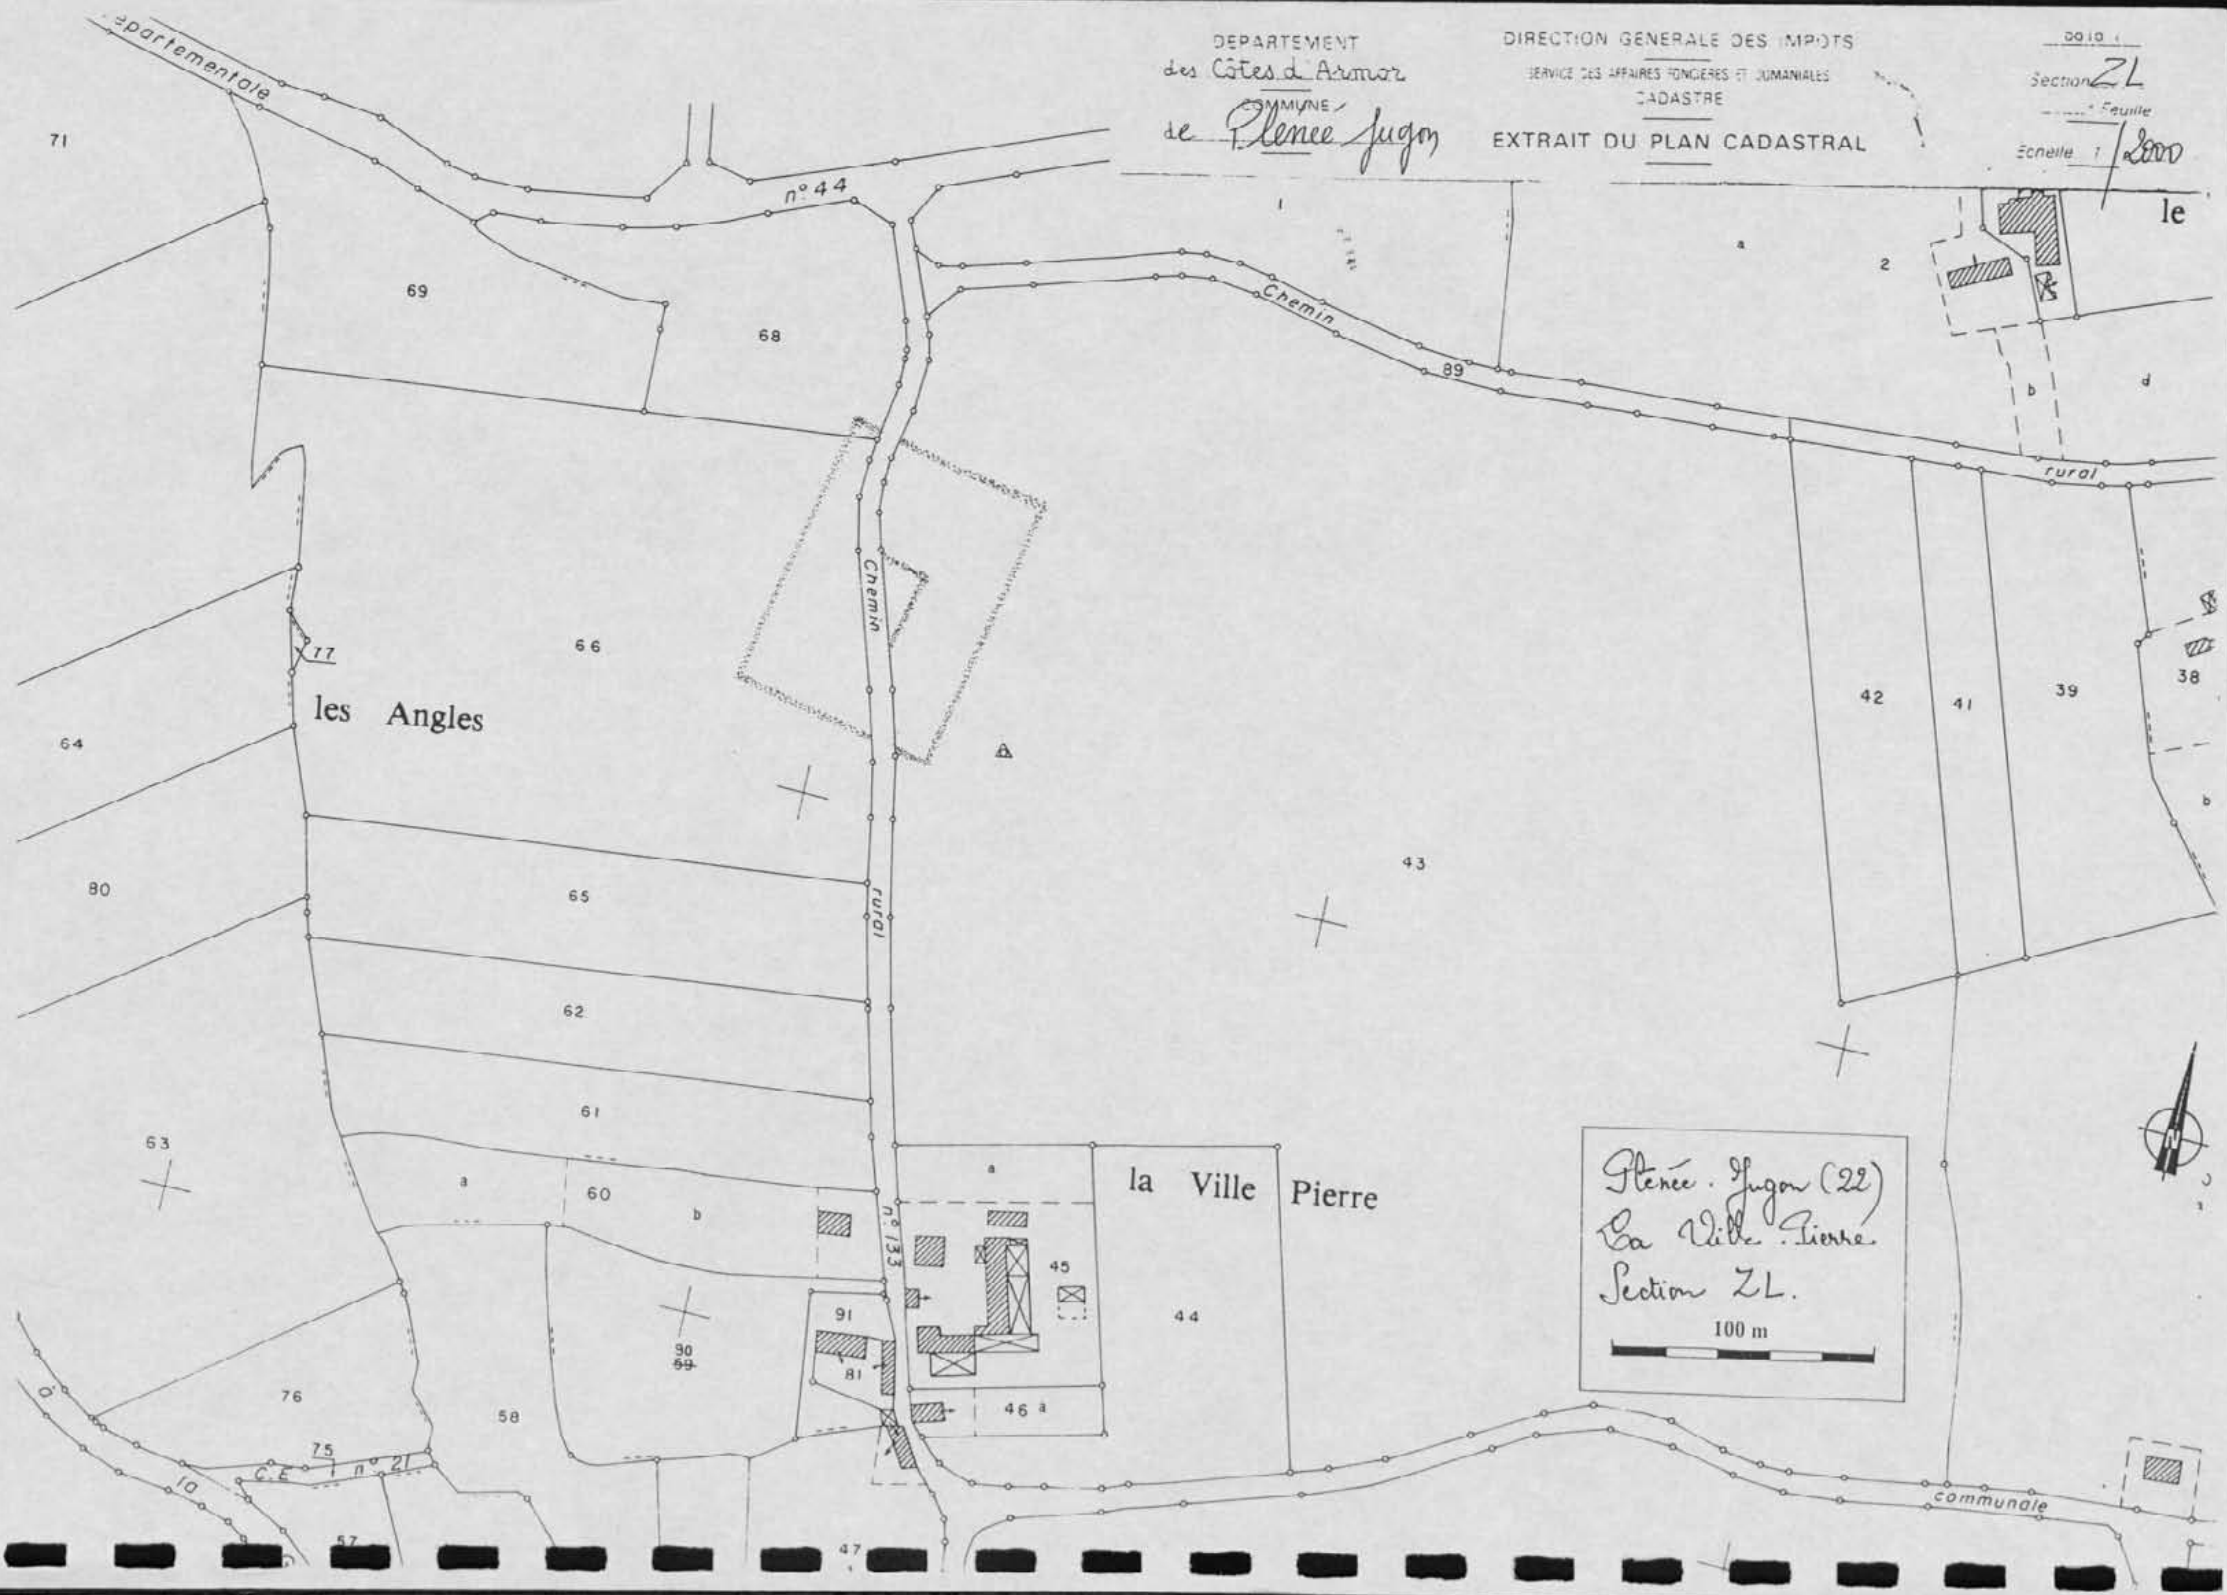 DEPARTEMENT
des Côtes d'Armor
COMMUNE
de Plénée Jugon
DIRECTION GENERALE DES IMPOTS
SERVICE DES AFFAIRES FONCIERES ET DOMANIALES
CADASTRE
EXTRAIT DU PLAN CADASTRAL
Section ZL
Feuille
Echelle 1/2000
epartementale
n° 44
71
69
68
1
a
2
le
Chemin
89
b
d
rural
Chemin
66
77
les Angles
64
42
41
39
38
b
43
80
65
rural
62
61
63
a
60
b
n° 133
a
la Ville Pierre
45
44
91
81
90
59
46 a
76
58
75
C.E n° 21
à
la
57
47
communale
Plénée-Jugon (22)
La Ville Pierre
Section ZL.
100 m